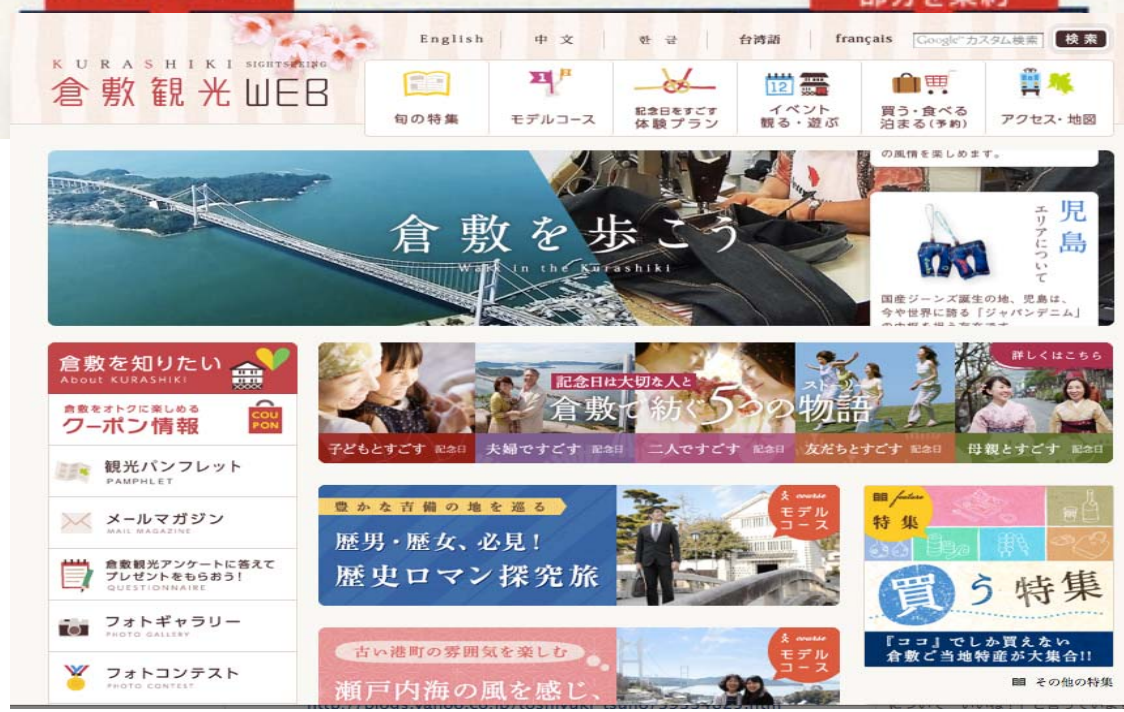 English 中文 한글 台湾語 français Google カスタム検索 検索
KURASHIKI SIGHTSEEING
倉敷観光WEB
旬の特集
モデルコース
記念日をすごす
体験プラン
12
イベント
観る・遊ぶ
買う・食べる
泊まる(予約)
アクセス・地図
倉敷を歩こう
Walk in the Kurashiki
の風情を楽しめます。
児島
エリアについて
国産ジーンズ誕生の地、児島は、
今や世界に誇る「ジャパンデニム」
倉敷を知りたい
About KURASHIKI
倉敷をオトクに楽しめる
クーポン情報
COU
PON
観光パンフレット
PAMPHLET
メールマガジン
MAIL MAGAZINE
倉敷観光アンケートに答えて
プレゼントをもらおう!
QUESTIONNAIRE
フォトギャラリー
PHOTO GALLERY
フォトコンテスト
PHOTO CONTEST
詳しくはこちら
記念日は大切な人と
ストーリー
倉敷で紡ぐ5つの物語
子どもとすごす 記念日
夫婦ですごす 記念日
二人ですごす 記念日
友だちとすごす 記念日
母親とすごす 記念日
豊かな吉備の地を巡る
歴男・歴女、必見!
歴史ロマン探究旅
course
モデル
コース
古い港町の雰囲気を楽しむ
瀬戸内海の風を感じ、
course
モデル
コース
feature
特集
買う特集
『ココ』でしか買えない
倉敷ご当地特産が大集合!!
その他の特集